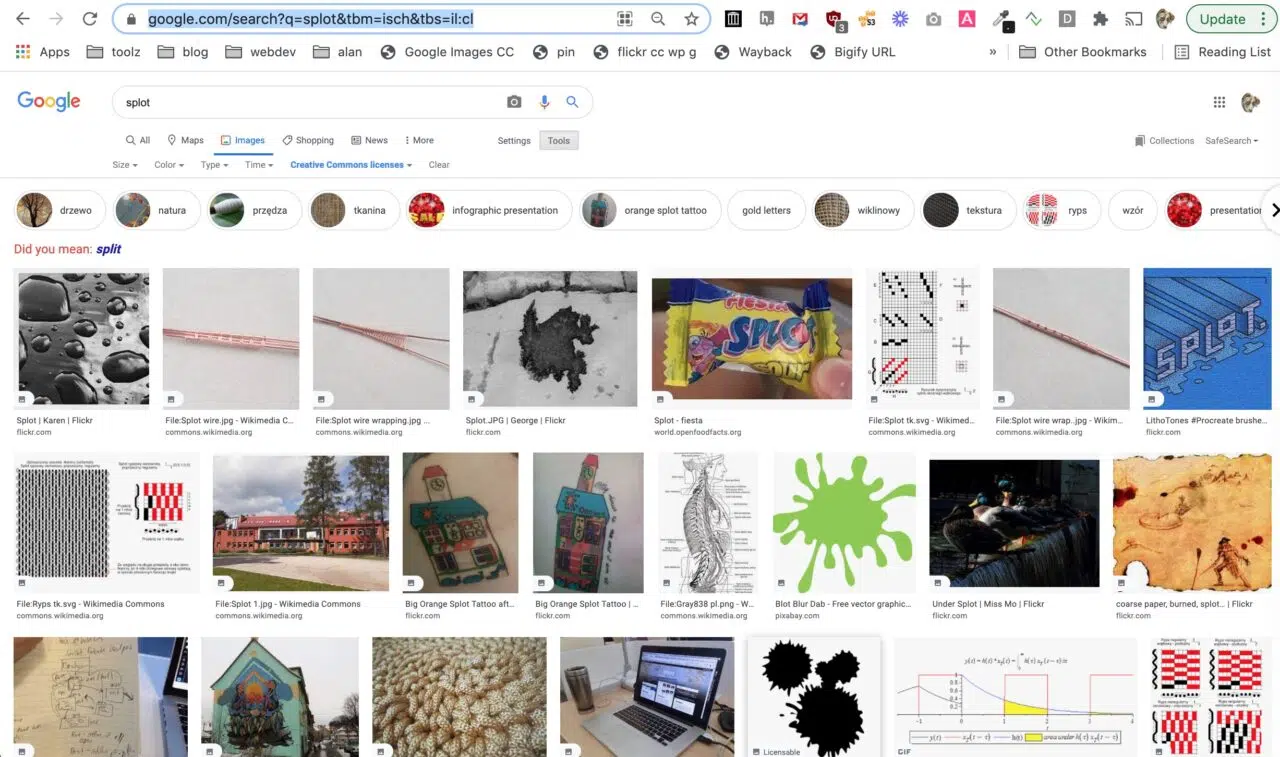 google.com/search?q=splot&tbm=isch&tbs=il:cl
3
S3
Update
Apps
toolz
blog
webdev
alan
Google Images CC
pin
flickr cc wp g
Wayback
Bigify URL
»
Other Bookmarks
Reading List
Google
splot
All
Maps
Images
Shopping
News
More
Settings
Tools
Collections
SafeSearch
Size
Color
Type
Time
Creative Commons licenses
Clear
drzewo
natura
przędza
tkanina
SALE
infographic presentation
orange splot tattoo
gold letters
wiklinowy
tekstura
ryps
wzór
presentation
Did you mean: split
FIESTA
SPLOT
SPLOT
Splot | Karen | Flickr
flickr.com
File:Splot wire.jpg - Wikimedia C...
commons.wikimedia.org
File:Splot wire wrapping.jpg ...
commons.wikimedia.org
Splot.JPG | George | Flickr
flickr.com
Splot - fiesta
world.openfoodfacts.org
File:Splot tk.svg - Wikimed...
commons.wikimedia.org
File:Splot wire wrap..jpg - Wikim...
commons.wikimedia.org
LithoTones #Procreate brushe...
flickr.com
File:Ryps tk.svg - Wikimedia Commons
commons.wikimedia.org
File:Splot 1.jpg - Wikimedia Commons
commons.wikimedia.org
Big Orange Splot Tattoo aft...
flickr.com
Big Orange Splot Tattoo | ...
flickr.com
File:Gray838 pl.png - W...
commons.wikimedia.org
Blot Blur Dab - Free vector graphic...
pixabay.com
Under Splot | Miss Mo | Flickr
flickr.com
coarse paper, burned, splot... | Flickr
flickr.com
Licensable
GIF